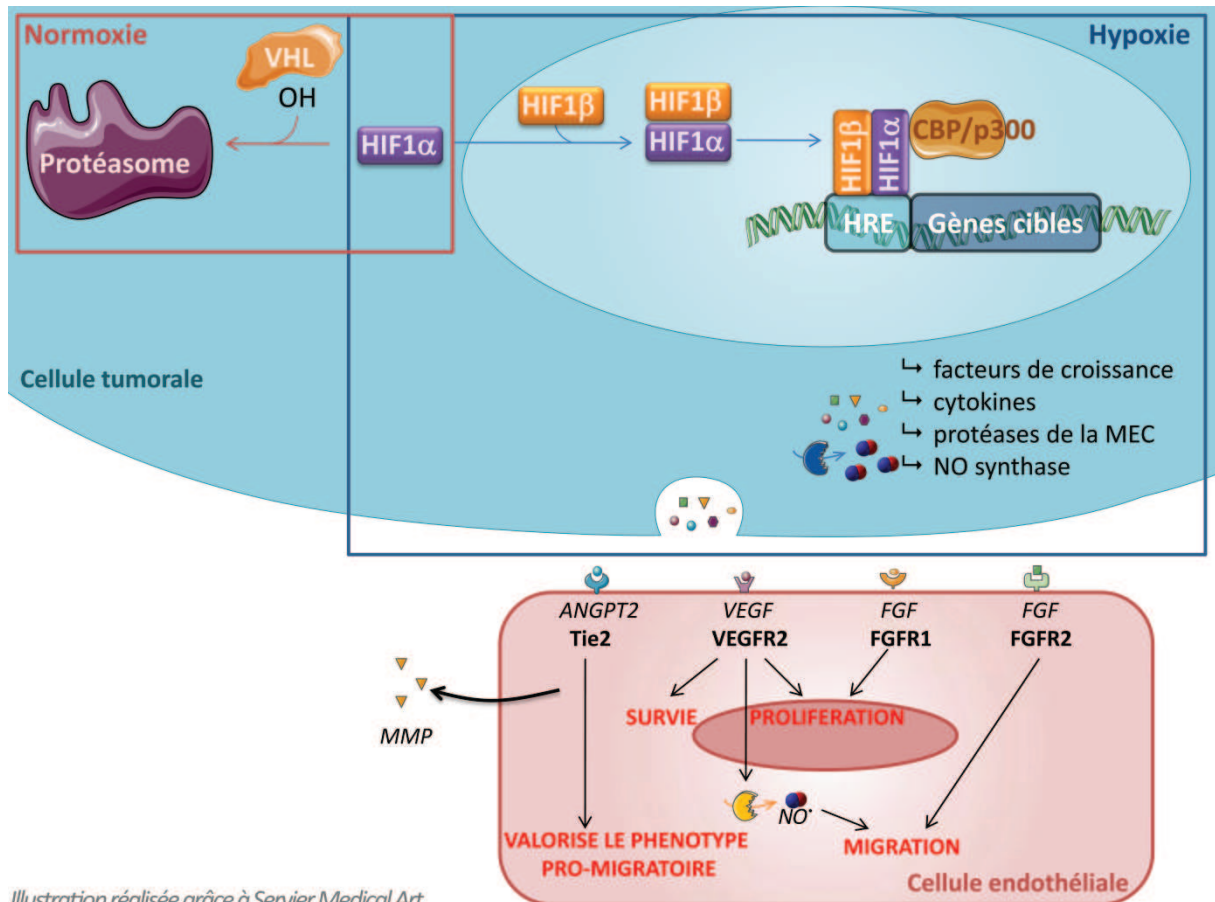 Normoxie
Hypoxie
VHL
OH
Protéasome
HIF1α
HIF1β
HIF1β
HIF1α
HIF1β
HIF1α
CBP/p300
HRE
Gènes cibles
Cellule tumorale
↳ facteurs de croissance
↳ cytokines
↳ protéases de la MEC
↳ NO synthase
ANGPT2
Tie2
VEGF
VEGFR2
FGF
FGFR1
FGF
FGFR2
MMP
SURVIE
PROLIFERATION
NO•
VALORISE LE PHENOTYPE
PRO-MIGRATOIRE
MIGRATION
Cellule endothéliale
Illustration réalisée grâce à Servier Medical Art